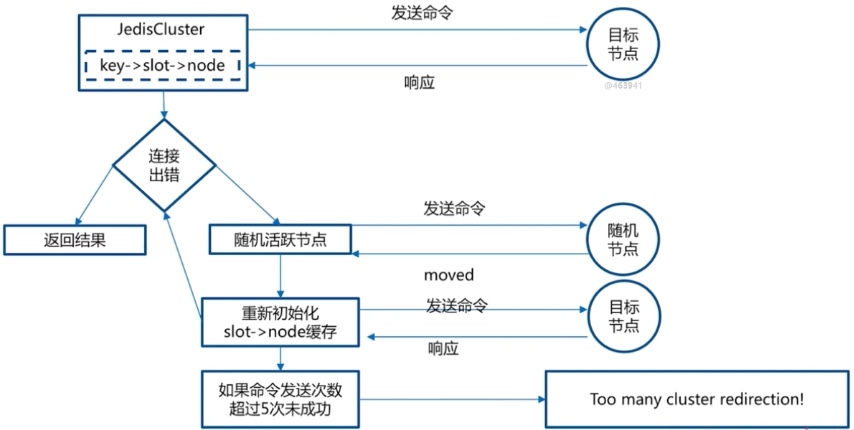 JedisCluster
key->slot->node
发送命令
响应
目标
节点
@463941
连接
出错
返回结果
随机活跃节点
发送命令
moved
随机
节点
重新初始化
slot->node缓存
发送命令
响应
目标
节点
如果命令发送次数
超过5次未成功
Too many cluster redirection!